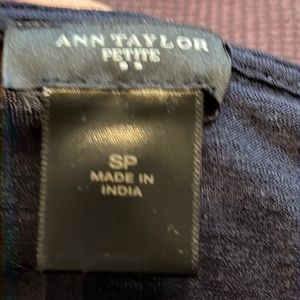 ANN TAYLOR
PETITE
SP
MADE IN
INDIA